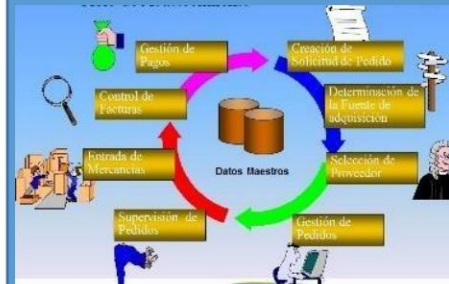 Gestión de
Pagos
Creación de
Solicitud de Pedido
Control de
Facturas
Determinación de
la Fuente de
adquisición
Datos Maestros
Entrada de
Mercancías
Selección de
Proveedor
Supervisión de
Pedidos
Gestión de
Pedidos